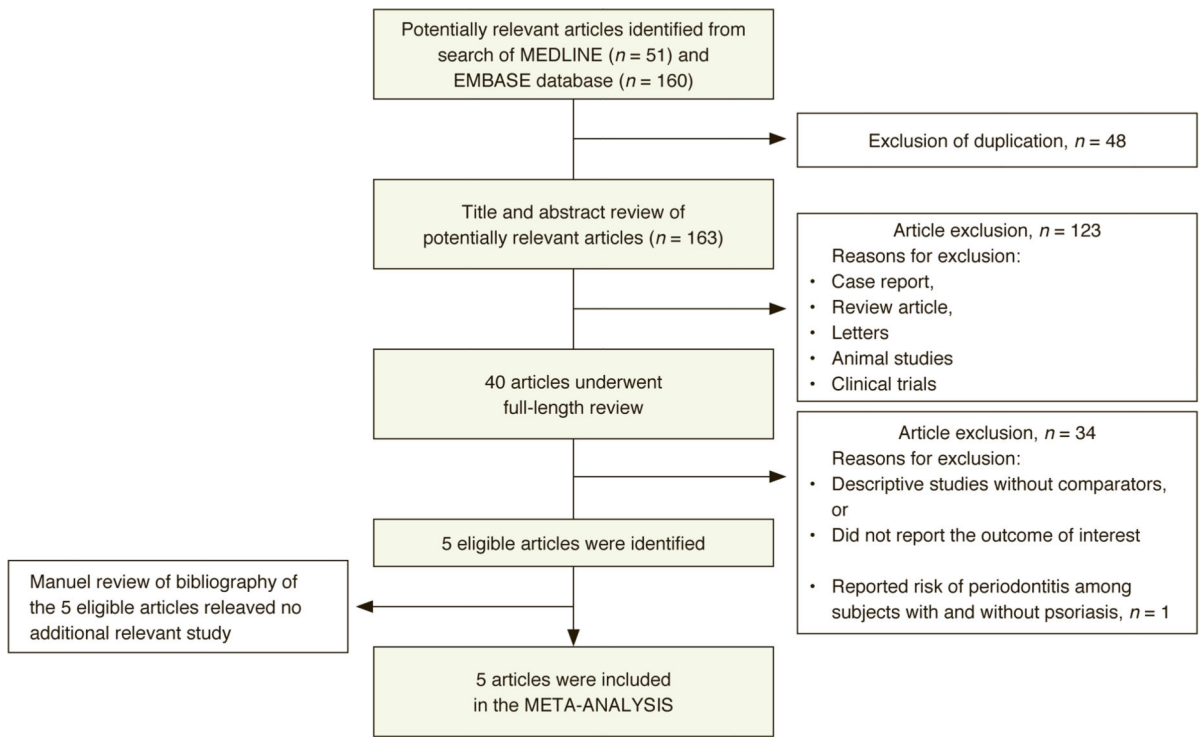 Potentially relevant articles identified from
search of MEDLINE (n = 51) and
EMBASE database (n = 160)
Exclusion of duplication, n = 48
Title and abstract review of
potentially relevant articles (n = 163)
Article exclusion, n = 123
Reasons for exclusion:
• Case report,
• Review article,
• Letters
• Animal studies
• Clinical trials
40 articles underwent
full-length review
Article exclusion, n = 34
Reasons for exclusion:
• Descriptive studies without comparators,
or
• Did not report the outcome of interest
• Reported risk of periodontitis among
subjects with and without psoriasis, n = 1
5 eligible articles were identified
Manuel review of bibliography of
the 5 eligible articles releaved no
additional relevant study
5 articles were included
in the META-ANALYSIS